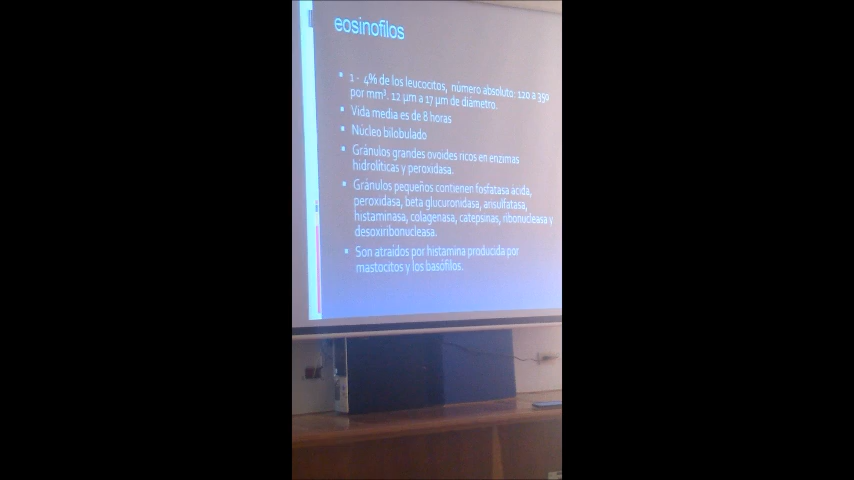 eosinofilos
1 - 4% de los leucocitos, número absoluto: 120 a 350
por mm³. 12 µm a 17 µm de diámetro.
Vida media es de 8 horas
Núcleo bilobulado
Gránulos grandes ovoides ricos en enzimas
hidrolíticas y peroxidasa.
Gránulos pequeños contienen fosfatasa acida,
peroxidasa, beta glucuronidasa, arisulfatasa,
histaminasa, colagenasa, catepsinas, ribonucleasa y
desoxiribonucleasa.
Son atraidos por histamina producida por
mastocitos y los basófilos.